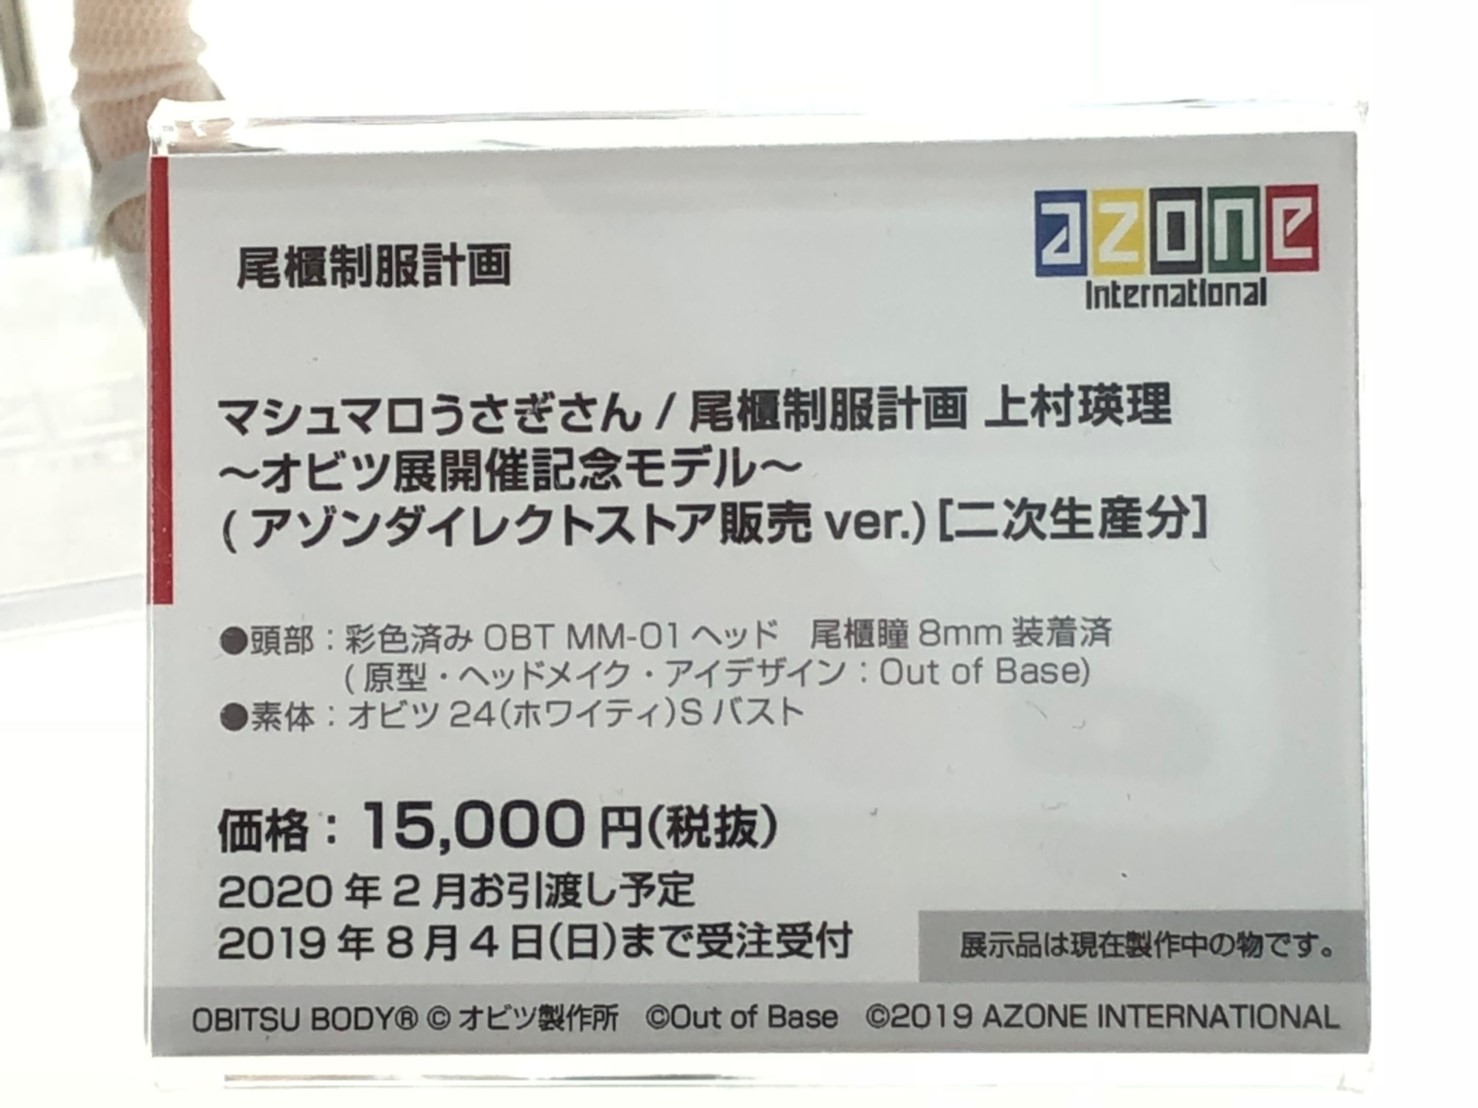 尾櫃制服計画
azone
International
マシュマロうさぎさん / 尾櫃制服計画 上村瑛理
～オビツ展開催記念モデル～
( アゾンダイレクトストア販売 ver.) [二次生産分]
●頭部：彩色済み OBT MM-01 ヘッド　尾櫃瞳 8mm 装着済
( 原型・ヘッドメイク・アイデザイン：Out of Base)
●素体：オビツ 24(ホワイティ)S バスト
価格：15,000 円(税抜)
2020 年 2 月お引渡し予定
2019 年 8 月 4 日(日)まで受注受付
展示品は現在製作中の物です。
OBITSU BODY® © オビツ製作所　©Out of Base　©2019 AZONE INTERNATIONAL